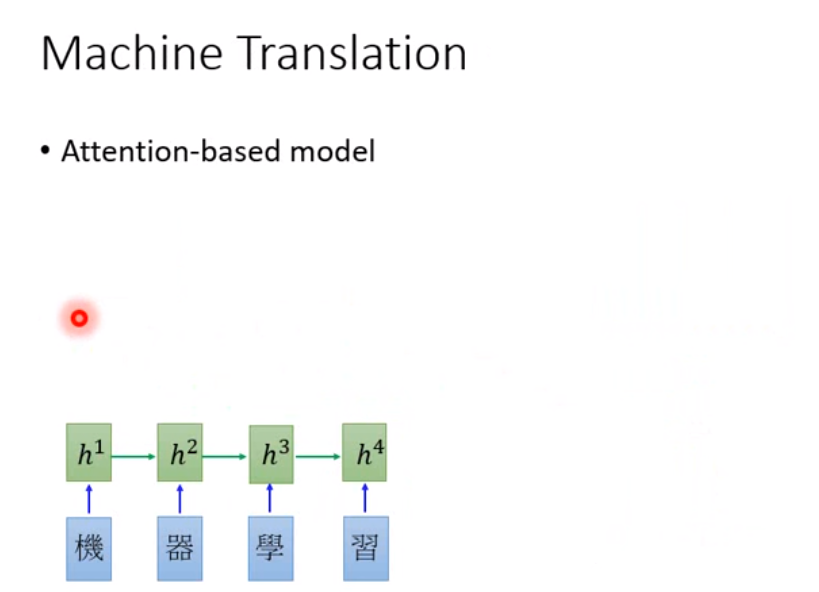 Machine Translation
• Attention-based model
h¹ h² h³ h⁴
機 器 學 習